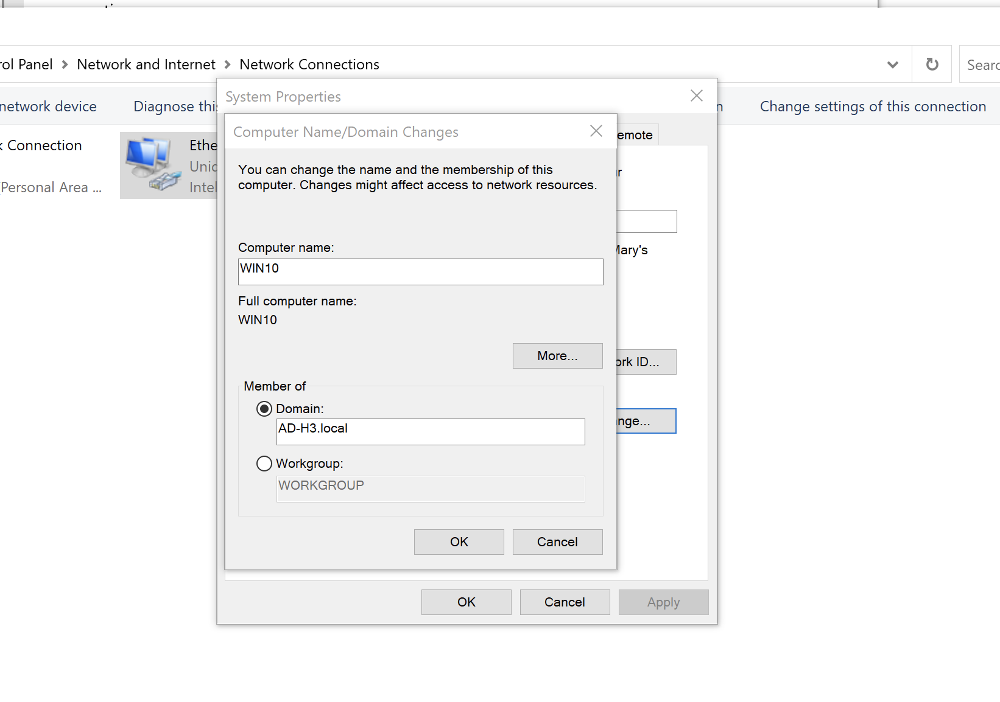 rol Panel > Network and Internet > Network Connections
Searc
network device Diagnose this
n Change settings of this connection
System Properties
Computer Name/Domain Changes
emote
k Connection
Ethe
Unid
Intel
Personal Area ...
You can change the name and the membership of this
computer. Changes might affect access to network resources.
r
Computer name:
WIN10
Mary's
Full computer name:
WIN10
More...
ork ID...
Member of
Domain:
AD-H3.local
nge...
Workgroup:
WORKGROUP
OK Cancel
OK Cancel Apply